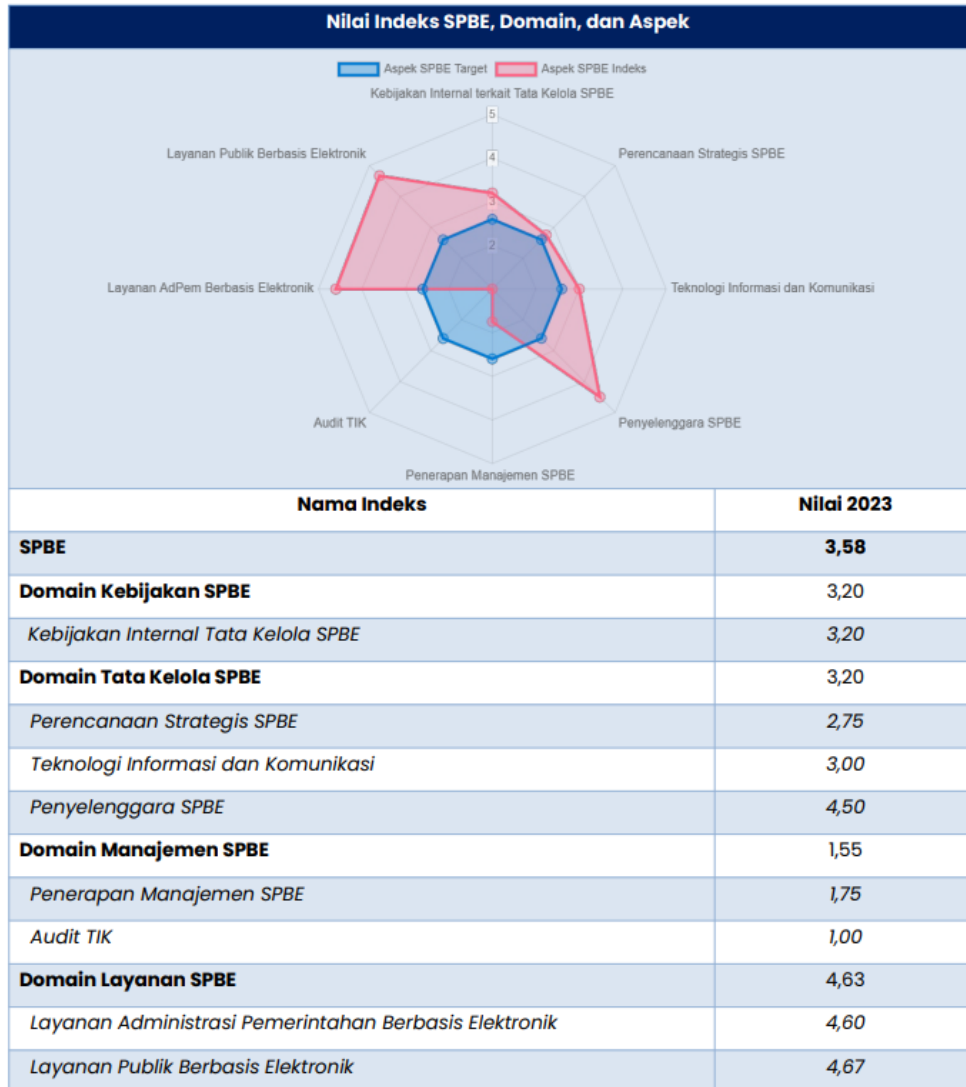 Nilai Indeks SPBE, Domain, dan Aspek
Aspek SPBE Target Aspek SPBE Indeks
Kebijakan Internal terkait Tata Kelola SPBE
5
Layanan Publik Berbasis Elektronik
Perencanaan Strategis SPBE
4
3
2
Layanan AdPem Berbasis Elektronik
Teknologi Informasi dan Komunikasi
Audit TIK
Penyelenggara SPBE
Penerapan Manajemen SPBE
Nama Indeks Nilai 2023
SPBE 3,58
Domain Kebijakan SPBE 3,20
Kebijakan Internal Tata Kelola SPBE 3,20
Domain Tata Kelola SPBE 3,20
Perencanaan Strategis SPBE 2,75
Teknologi Informasi dan Komunikasi 3,00
Penyelenggara SPBE 4,50
Domain Manajemen SPBE 1,55
Penerapan Manajemen SPBE 1,75
Audit TIK 1,00
Domain Layanan SPBE 4,63
Layanan Administrasi Pemerintahan Berbasis Elektronik 4,60
Layanan Publik Berbasis Elektronik 4,67